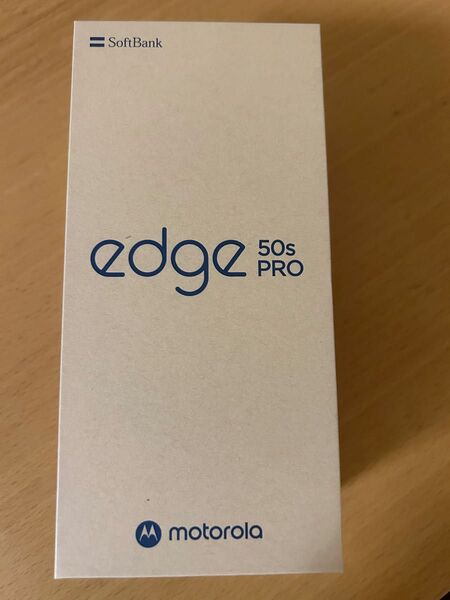 SoftBank
edge 50s
PRO
motorola